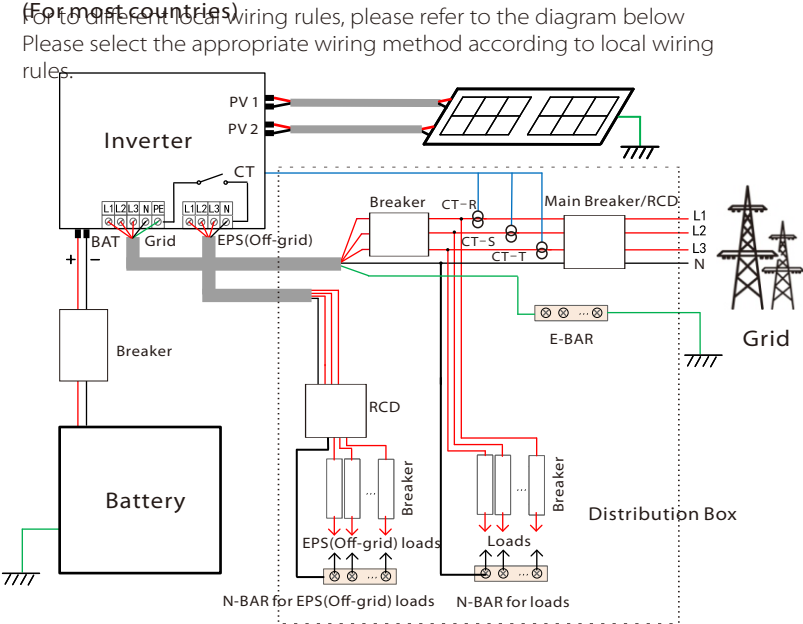 (For most countries)
For to different local wiring rules, please refer to the diagram below
Please select the appropriate wiring method according to local wiring
rules.
PV 1
PV 2
Inverter
CT
L1 L2 L3 N PE
L1 L2 L3 N
BAT
Grid
EPS(Off-grid)
+
–
Breaker
CT-R
Main Breaker/RCD
CT-S
CT-T
L1
L2
L3
N
...
E-BAR
Grid
Breaker
RCD
Breaker
...
Breaker
...
Battery
Distribution Box
EPS(Off-grid) loads
Loads
...
...
N-BAR for EPS(Off-grid) loads
N-BAR for loads